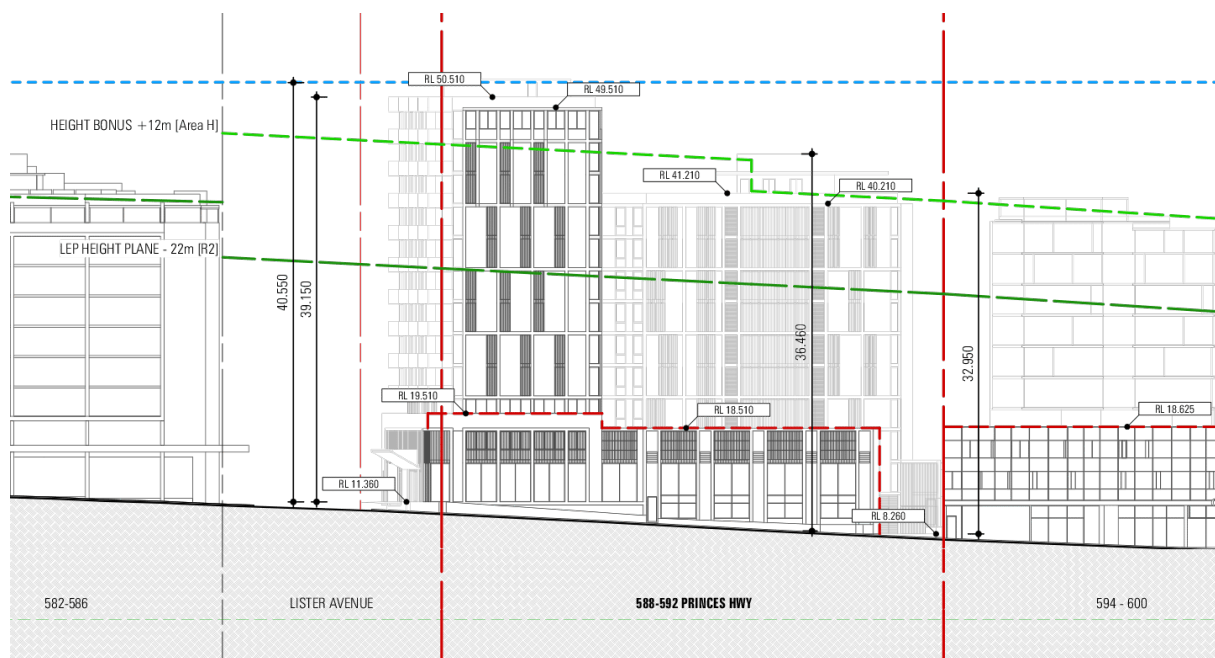 RL 50.510
RL 49.510
HEIGHT BONUS +12m [Area H]
RL 41.210
RL 40.210
LEP HEIGHT PLANE - 22m [R2]
40.550
39.150
36.460
32.950
RL 19.510
RL 18.510
RL 18.625
RL 11.360
RL 8.260
582-586
LISTER AVENUE
588-592 PRINCES HWY
594 - 600